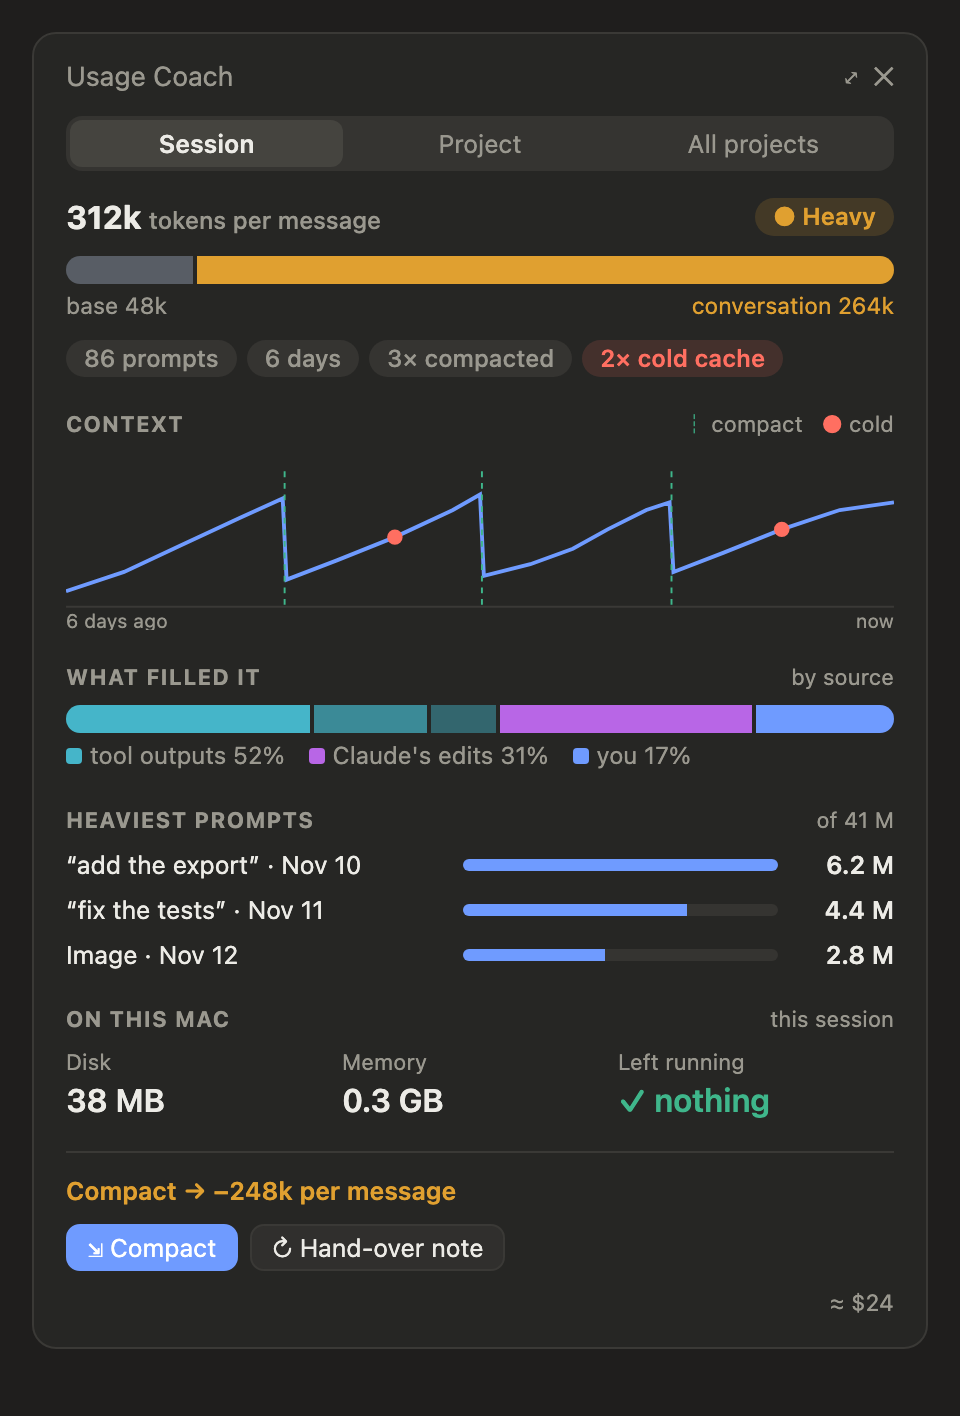 Usage Coach
Session Project All projects
312k tokens per message Heavy
base 48k conversation 264k
86 prompts 6 days 3× compacted 2× cold cache
CONTEXT compact cold
6 days ago now
WHAT FILLED IT by source
tool outputs 52% Claude's edits 31% you 17%
HEAVIEST PROMPTS of 41 M
“add the export” · Nov 10 6.2 M
“fix the tests” · Nov 11 4.4 M
Image · Nov 12 2.8 M
ON THIS MAC this session
Disk Memory Left running
38 MB 0.3 GB ✓ nothing
Compact → −248k per message
⇲ Compact ↻ Hand-over note
≈ $24